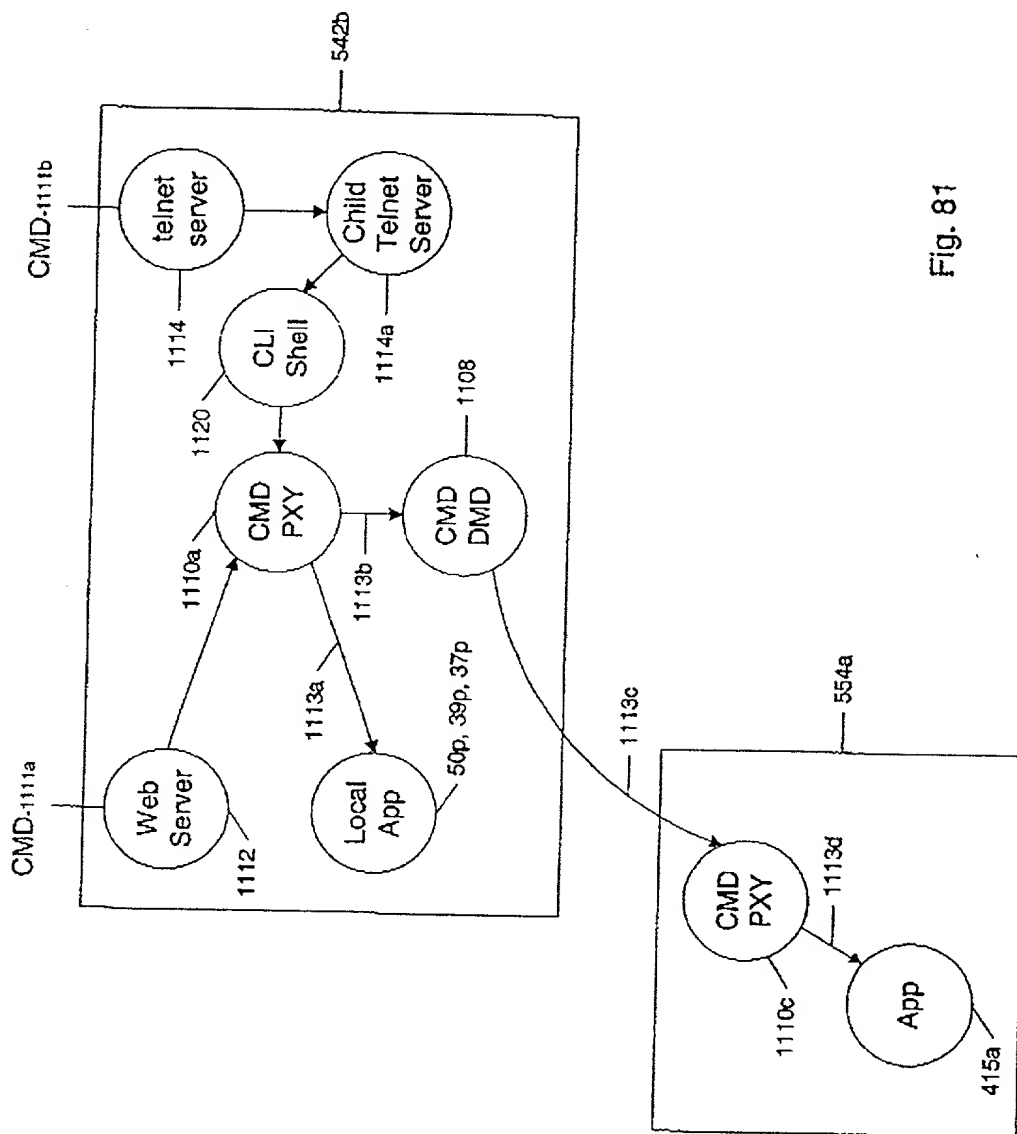 CMD-1111a
CMD-1111b
Web
Server
1112
telnet
server
1114
542b
Child
Telnet
Server
1114a
CLI
Shell
1120
CMD
PXY
1110a
1113a
1113b
Local
App
50p, 39p, 37p
CMD
DMD
1108
1113c
554a
CMD
PXY
1110c
1113d
App
415a
Fig. 81